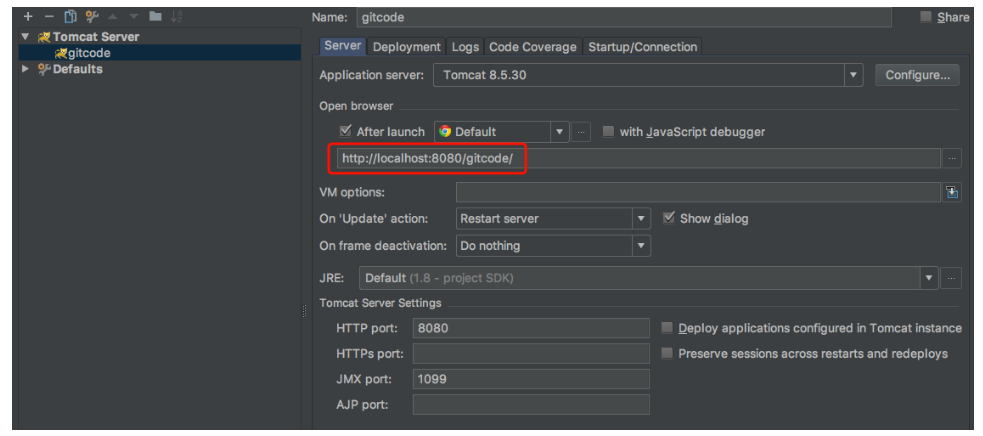 Name: gitcode Share
Tomcat Server
gitcode
Defaults
Server Deployment Logs Code Coverage Startup/Connection
Application server: Tomcat 8.5.30 Configure...
Open browser
After launch Default ... with JavaScript debugger
http://localhost:8080/gitcode/ ...
VM options:
On 'Update' action: Restart server Show dialog
On frame deactivation: Do nothing
JRE: Default (1.8 - project SDK) ...
Tomcat Server Settings
HTTP port: 8080 Deploy applications configured in Tomcat instance
HTTPs port: Preserve sessions across restarts and redeploys
JMX port: 1099
AJP port: